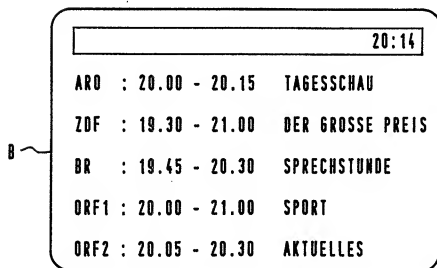 20:14
ARD : 20.00 - 20.15 TAGESSCHAU
ZDF : 19.30 - 21.00 DER GROSSE PREIS
B
BR : 19.45 - 20.30 SPRECHSTUNDE
ORF1 : 20.00 - 21.00 SPORT
ORF2 : 20.05 - 20.30 AKTUELLES